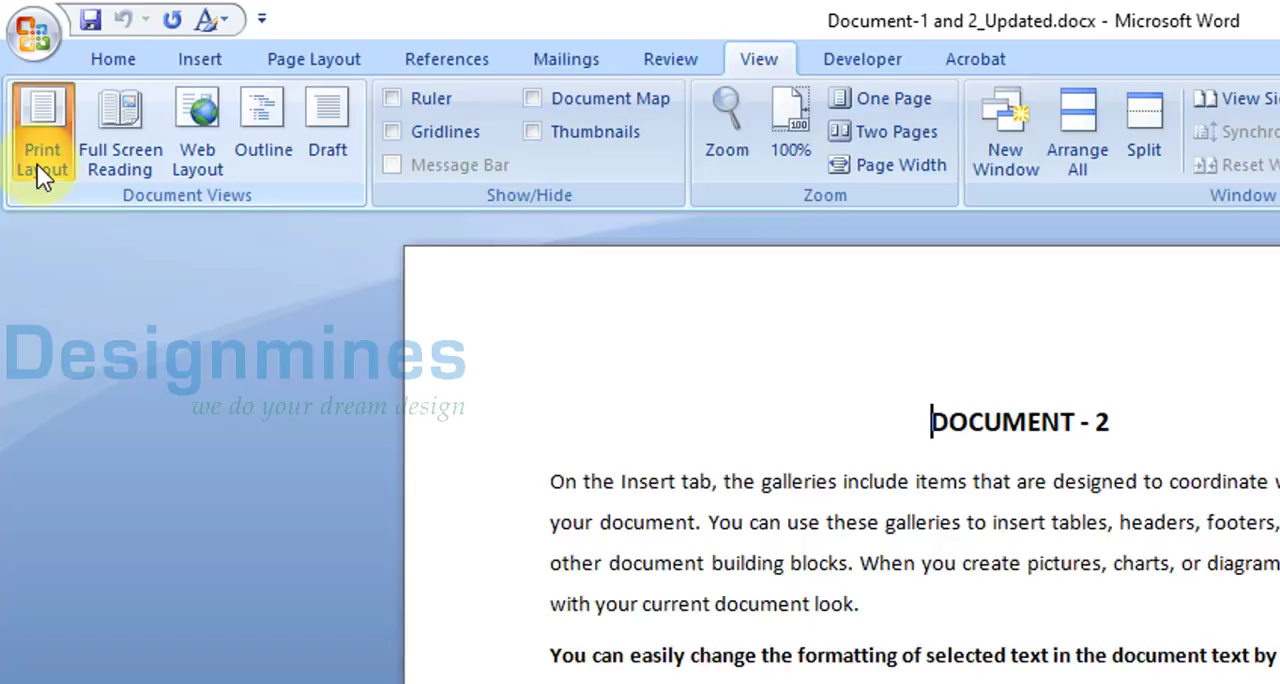 Document-1 and 2_Updated.docx - Microsoft Word
Home Insert Page Layout References Mailings Review View Developer Acrobat
Print Layout
Full Screen Reading
Web Layout
Outline
Draft
Document Views
Ruler
Gridlines
Message Bar
Document Map
Thumbnails
Show/Hide
Zoom
100
100%
One Page
Two Pages
Page Width
Zoom
New Window
Arrange All
Split
View
Reset
Window
Designmines
we do your dream design
DOCUMENT - 2
On the Insert tab, the galleries include items that are designed to coordinate
your document. You can use these galleries to insert tables, headers, footers,
other document building blocks. When you create pictures, charts, or diagram
with your current document look.
You can easily change the formatting of selected text in the document text by